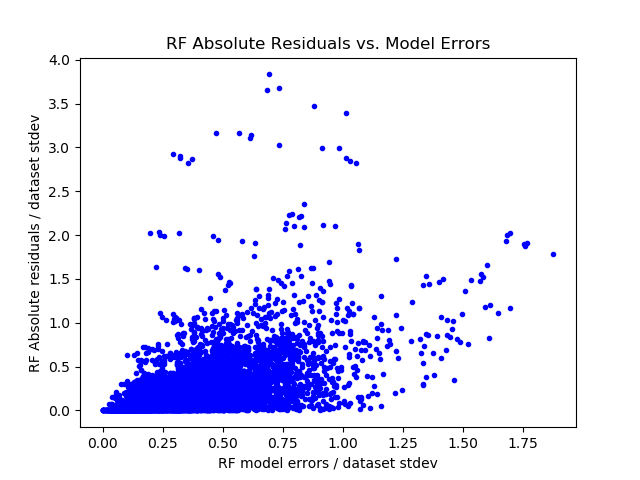 RF Absolute Residuals vs. Model Errors
4.0
3.5
3.0
2.5
2.0
1.5
1.0
0.5
0.0
RF Absolute residuals / dataset stdev
0.00 0.25 0.50 0.75 1.00 1.25 1.50 1.75
RF model errors / dataset stdev